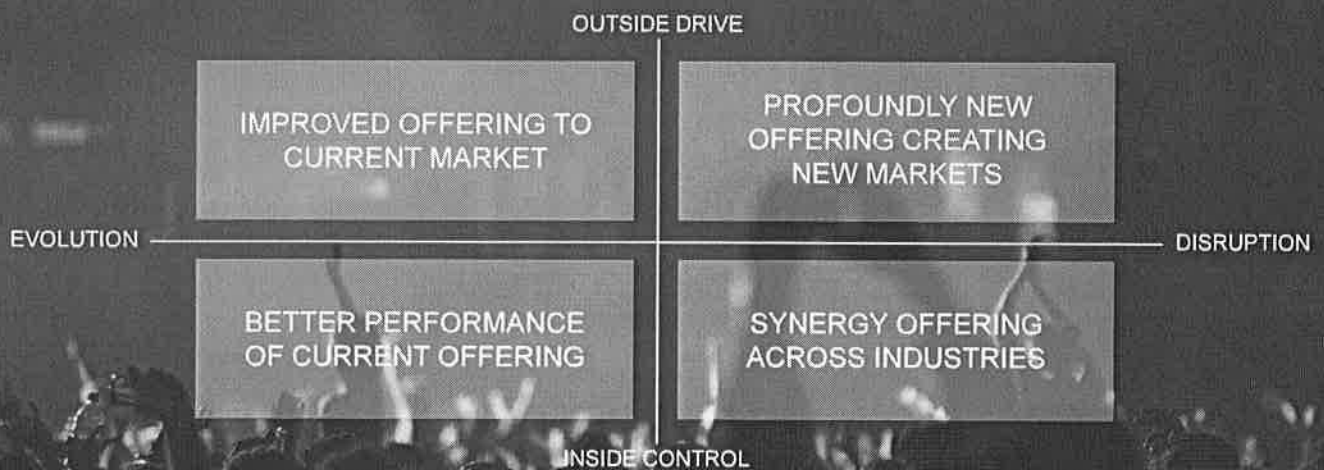 OUTSIDE DRIVE
IMPROVED OFFERING TO
CURRENT MARKET
PROFOUNDLY NEW
OFFERING CREATING
NEW MARKETS
EVOLUTION
DISRUPTION
BETTER PERFORMANCE
OF CURRENT OFFERING
SYNERGY OFFERING
ACROSS INDUSTRIES
INSIDE CONTROL